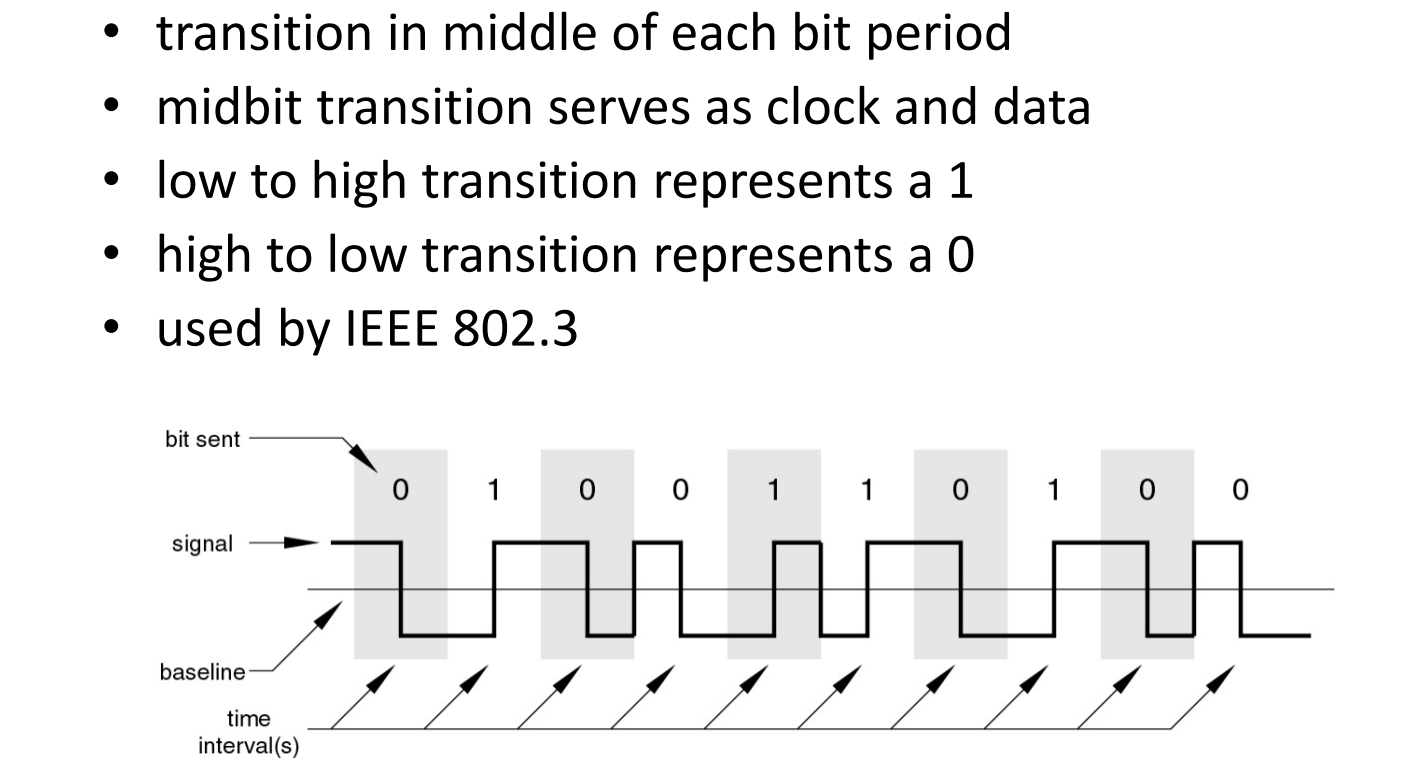 • transition in middle of each bit period
• midbit transition serves as clock and data
• low to high transition represents a 1
• high to low transition represents a 0
• used by IEEE 802.3
bit sent
0 1 0 0 1 1 0 1 0 0
signal
baseline
time
interval(s)